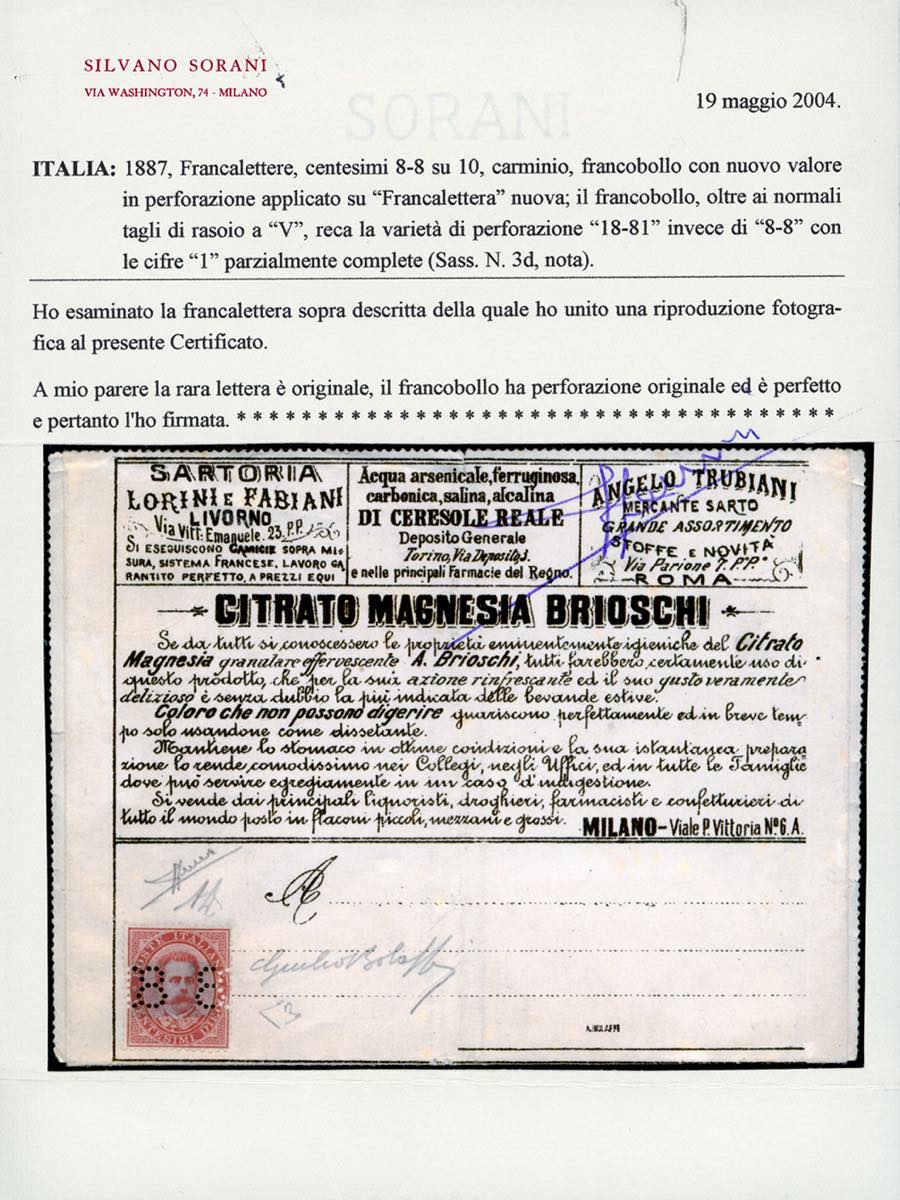 SILVANO SORANI
VIA WASHINGTON, 74 - MILANO
SORANI
19 maggio 2004.
ITALIA: 1887, Francalettere, centesimi 8-8 su 10, carminio, francobollo con nuovo valore
in perforazione applicato su “Francalettera” nuova; il francobollo, oltre ai normali
tagli di rasoio a “V”, reca la varietà di perforazione “18-81” invece di “8-8” con
le cifre “1” parzialmente complete (Sass. N. 3d, nota).
Ho esaminato la francalettera sopra descritta della quale ho unito una riproduzione fotogra-
fica al presente Certificato.
A mio parere la rara lettera è originale, il francobollo ha perforazione originale ed è perfetto
e pertanto l'ho firmata. * * * * * * * * * * * * * * * * * * * * * * * * * * * * * * * * * * * * *
SARTORIA
LORINI E FABIANI
LIVORNO
Via Vitt. Emanuele. 23. P.P.
SI ESEGUISCONO CAMICIE SOPRA MIS
SURA, SISTEMA FRANCESE, LAVORO GA
RANTITO PERFETTO, A PREZZI EQUI
Acqua arsenicale, ferruginosa,
carbonica, salina, alcalina
DI CERESOLE REALE
Deposito Generale
Torino, Via Deposito, 3.
e nelle principali Farmacie del Regno.
ANGELO TRUBIANI
MERCANTE SARTO
GRANDE ASSORTIMENTO
STOFFE E NOVITÀ
Via Parione 7. P.P.
ROMA
CITRATO MAGNESIA BRIOSCHI
Se da tutti si conoscessero le proprietà eminentemente igieniche del Citrato
Magnesia granulare effervescente A. Brioschi, tutti farebbero certamente uso di
questo prodotto, che per la sua azione rinfrescante ed il suo gusto veramente
delizioso è senza dubbio la più indicata delle bevande estive.
Coloro che non possono digerire guariscono perfettamente ed in breve tem
po solo usandone come dissetante.
Mantiene lo stomaco in ottime condizioni e la sua istantanea prepara
zione lo rende comodissimo nei Collegi, negli Uffici, ed in tutte le Famiglie
dove può servire egregiamente in un caso d'indigestione.
Si vende dai principali liquoristi, droghieri, farmacisti e confetturieri di
tutto il mondo posto in flaconi piccoli, mezzani e grossi. MILANO - Viale P. Vittoria Nº 6. A.
A
POSTE ITALIANE
8 8
CENTESIMI DIECI
Giulio Bolaffi
A. BOLAFFI